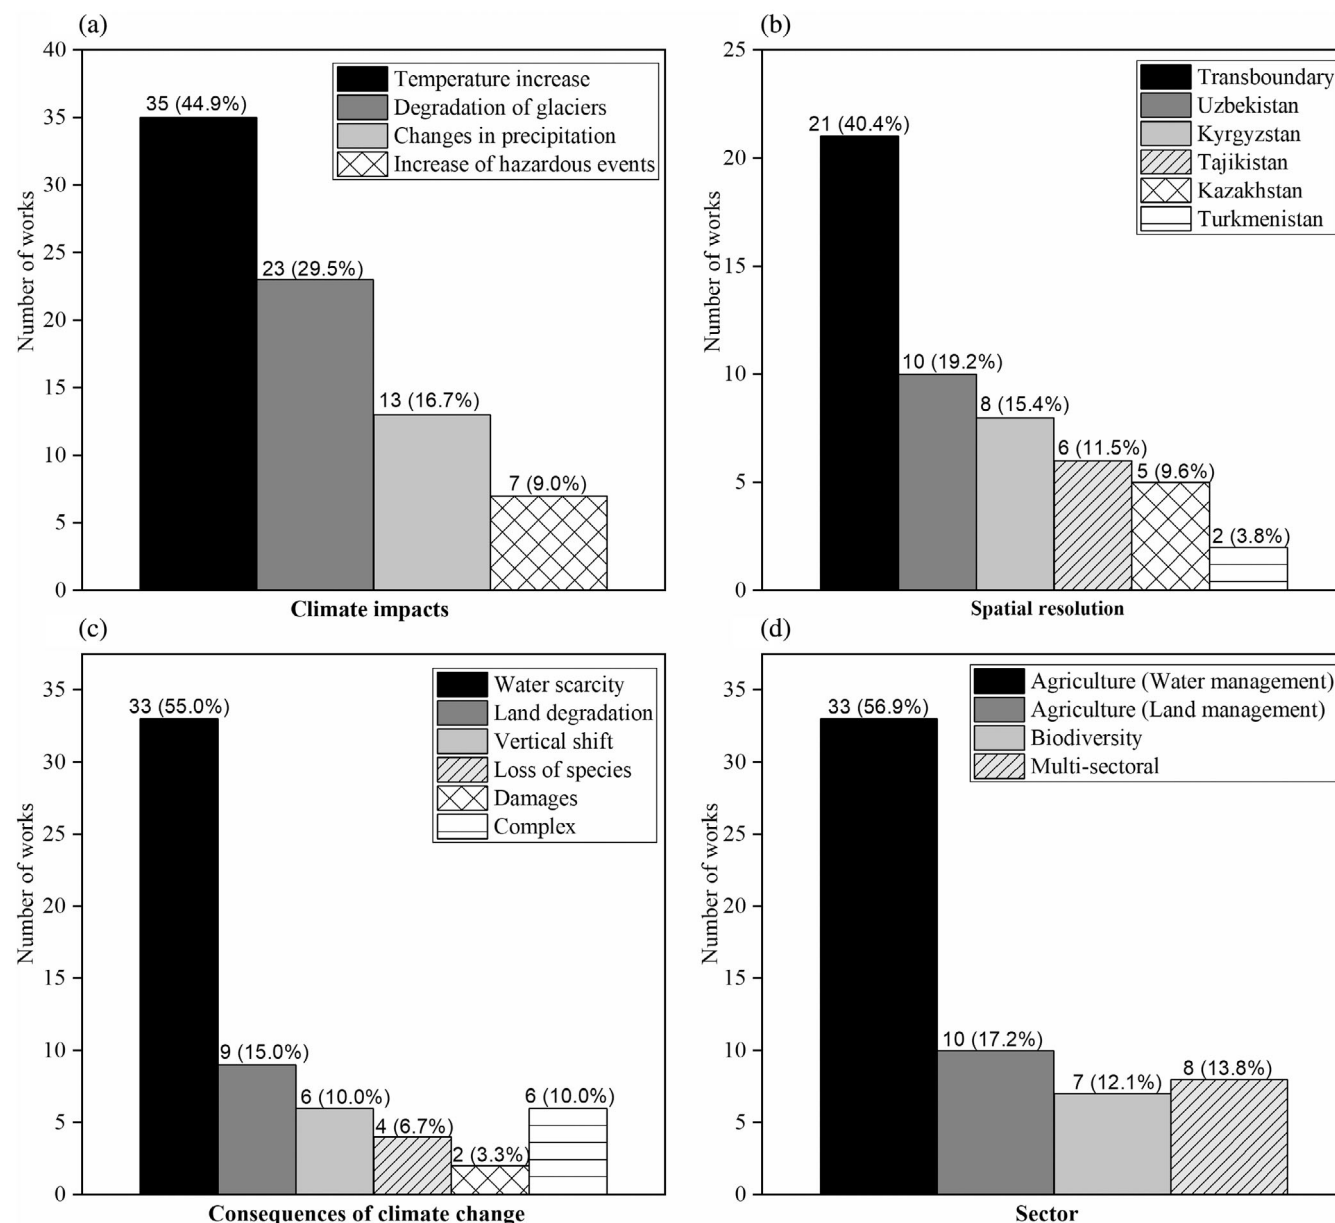 (a)
40
35
30
25
20
15
10
5
0
Number of works
35 (44.9%)
23 (29.5%)
13 (16.7%)
7 (9.0%)
Temperature increase
Degradation of glaciers
Changes in precipitation
Increase of hazardous events
Climate impacts
(b)
25
20
15
10
5
0
Number of works
21 (40.4%)
10 (19.2%)
8 (15.4%)
6 (11.5%)
5 (9.6%)
2 (3.8%)
Transboundary
Uzbekistan
Kyrgyzstan
Tajikistan
Kazakhstan
Turkmenistan
Spatial resolution
(c)
35
30
25
20
15
10
5
0
Number of works
33 (55.0%)
9 (15.0%)
6 (10.0%)
4 (6.7%)
2 (3.3%)
6 (10.0%)
Water scarcity
Land degradation
Vertical shift
Loss of species
Damages
Complex
Consequences of climate change
(d)
35
30
25
20
15
10
5
0
Number of works
33 (56.9%)
10 (17.2%)
7 (12.1%)
8 (13.8%)
Agriculture (Water management)
Agriculture (Land management)
Biodiversity
Multi-sectoral
Sector